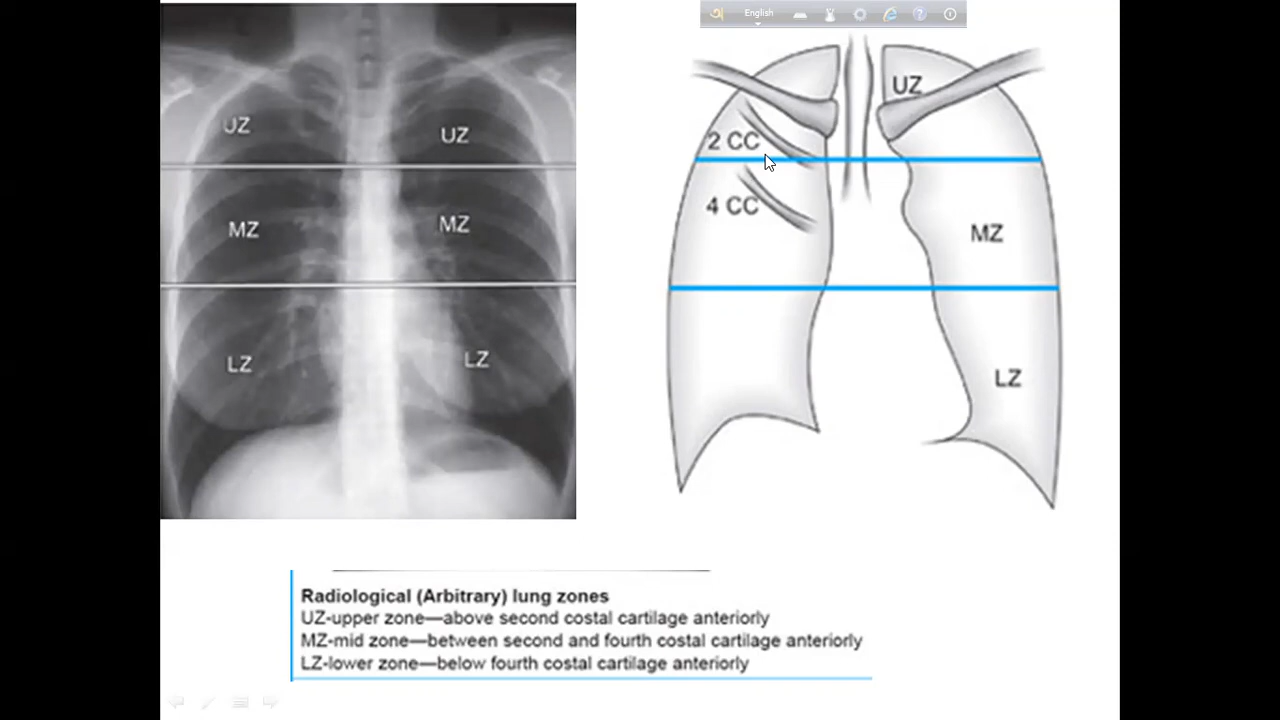 English
UZ
UZ
MZ
MZ
LZ
LZ
UZ
2 CC
4 CC
MZ
LZ
Radiological (Arbitrary) lung zones
UZ-upper zone—above second costal cartilage anteriorly
MZ-mid zone—between second and fourth costal cartilage anteriorly
LZ-lower zone—below fourth costal cartilage anteriorly